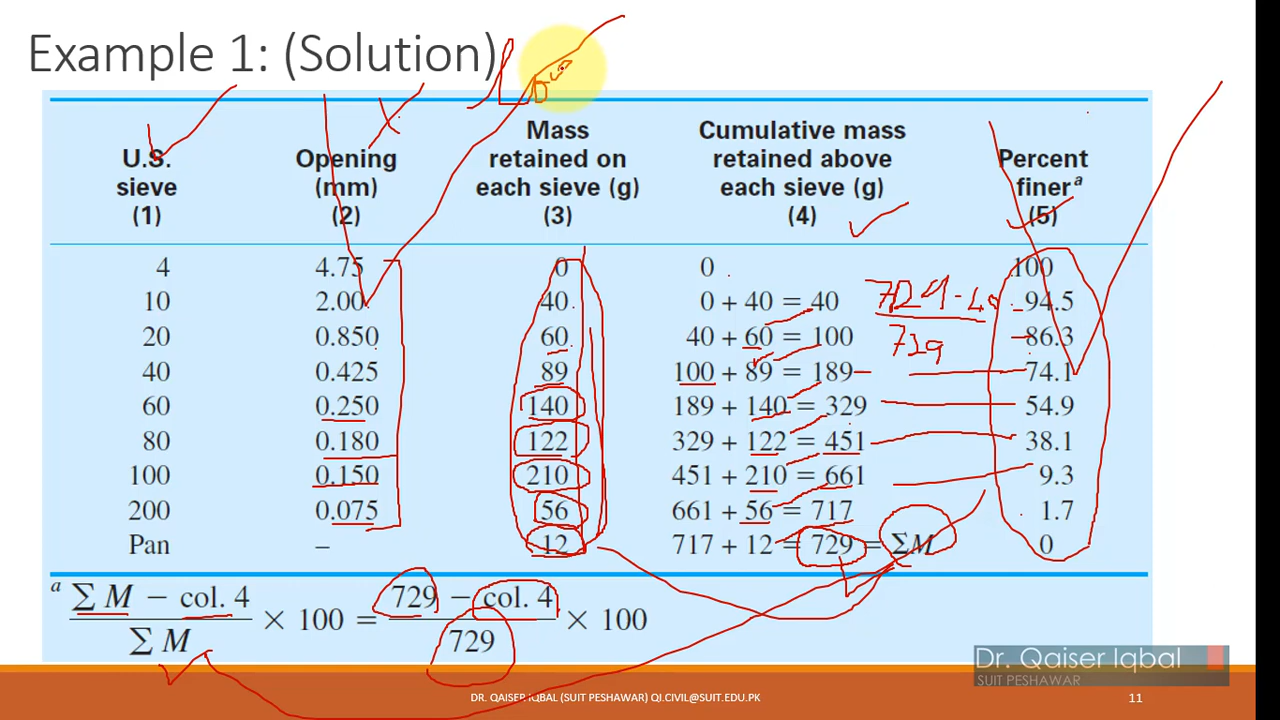 Example 1: (Solution)
U.S. sieve (1) Opening (mm) (2) Mass retained on each sieve (g) (3) Cumulative mass retained above each sieve (g) (4) Percent finerᵃ (5)
4 4.75 0 0 100
10 2.00 40 0 + 40 = 40 94.5
20 0.850 60 40 + 60 = 100 86.3
40 0.425 89 100 + 89 = 189 74.1
60 0.250 140 189 + 140 = 329 54.9
80 0.180 122 329 + 122 = 451 38.1
100 0.150 210 451 + 210 = 661 9.3
200 0.075 56 661 + 56 = 717 1.7
Pan – 12 717 + 12 = 729 = ΣM 0
729 - 40
729
ᵃ ΣM − col. 4 / ΣM × 100 = 729 − col. 4 / 729 × 100
Dr. Qaiser Iqbal
SUIT PESHAWAR
DR. QAISER IQBAL (SUIT PESHAWAR) QI.CIVIL@SUIT.EDU.PK 11